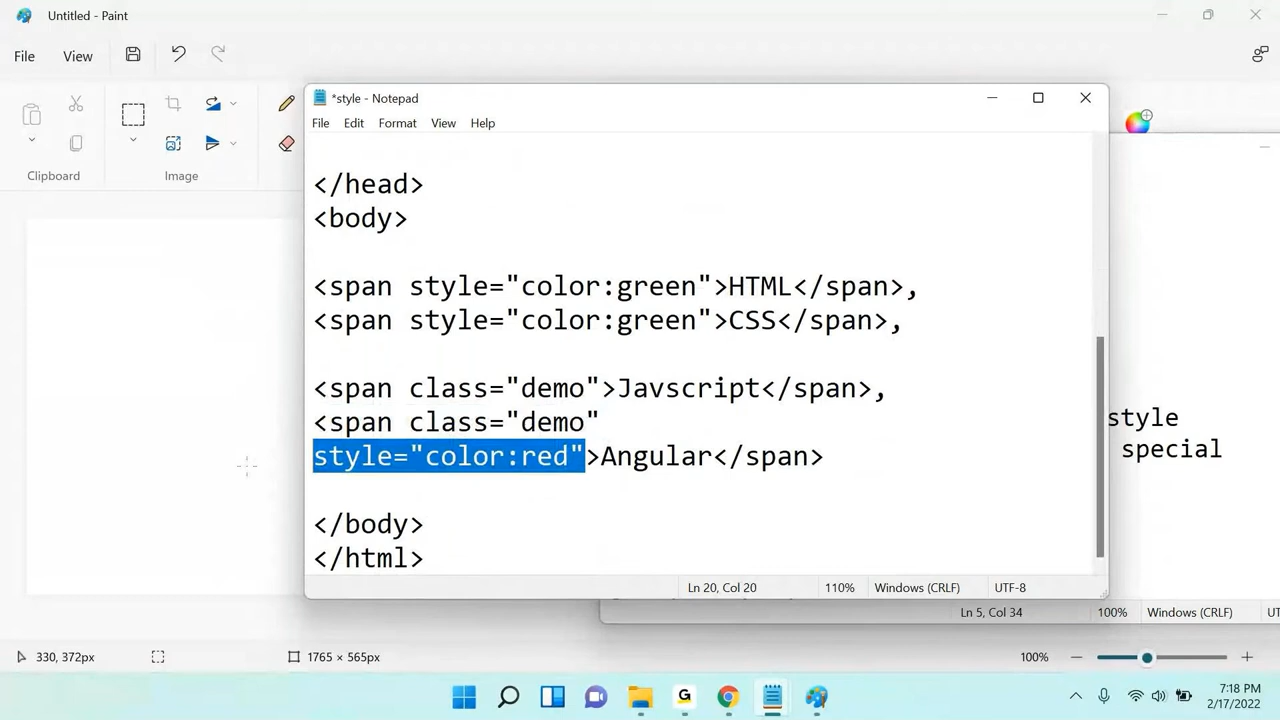 Untitled - Paint
File
View
Clipboard
Image
*style - Notepad
File
Edit
Format
View
Help
</head>
<body>
<span style="color:green">HTML</span>,
<span style="color:green">CSS</span>,
<span class="demo">Javscript</span>,
<span class="demo"
style="color:red">Angular</span>
</body>
</html>
Ln 20, Col 20
110%
Windows (CRLF)
UTF-8
style
special
Ln 5, Col 34
100%
Windows (CRLF)
UT
330, 372px
1765 × 565px
100%
G
7:18 PM
2/17/2022